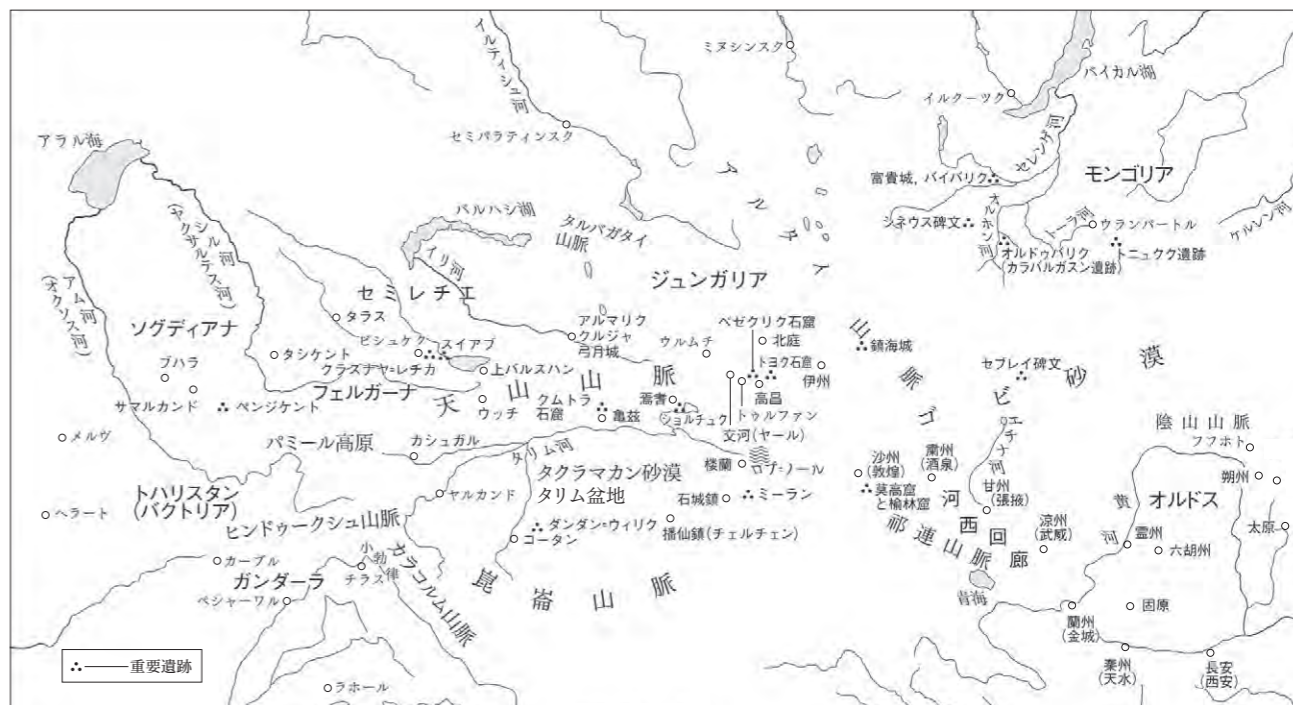 ミヌシンスク
バイカル湖
イルティシュ河
イルクーツク
アラル海
セミパラティンスク
セレンゲ河
モンゴリア
富貴城,バイバリク
アルタイ
山脈
バルハシ湖
タルバガタイ
山脈
シネウス碑文
オルホン河
トーラ河
ウランバートル
ケルレン河
シル河
(ヤクサルテス河)
イリ河
ジュンガリア
オルドゥバリク
(カラバルガスン遺跡)
トニュクク遺跡
アム河
(オクソス河)
セミレチエ
ソグディアナ
タラス
アルマリク
クルジャ
弓月城
ベゼクリク石窟
北庭
ウルムチ
トヨク石窟
鎮海城
セブレイ碑文
ゴビ砂漠
ビシュケク
スイアブ
タシケント
クラスナヤ=レチカ
上バルスハン
伊州
ブハラ
フェルガーナ
天山山脈
焉耆
高昌
陰山山脈
サマルカンド
ペンジケント
ウッチ
クムトラ
石窟
亀茲
ショルチュク
トゥルファン
エチナ河
フフホト
メルヴ
パミール高原
カシュガル
タリム河
交河(ヤール)
楼蘭
ロプ=ノール
沙州
(敦煌)
粛州
(酒泉)
朔州
タクラマカン砂漠
タリム盆地
甘州
(張掖)
黄河
オルドス
トハリスタン
(バクトリア)
ヤルカンド
石城鎮
ミーラン
莫高窟
と楡林窟
河西回廊
太原
ヘラート
ヒンドゥークシュ山脈
ダンダン=ウィリク
播仙鎮(チェルチェン)
祁連山脈
涼州
(武威)
霊州
六胡州
ゴータン
カーブル
小勃律
ガンダーラ
チラス
カラコルム山脈
崑崙山脈
青海
ペシャーワル
蘭州
(金城)
固原
重要遺跡
秦州
(天水)
長安
(西安)
ラホール